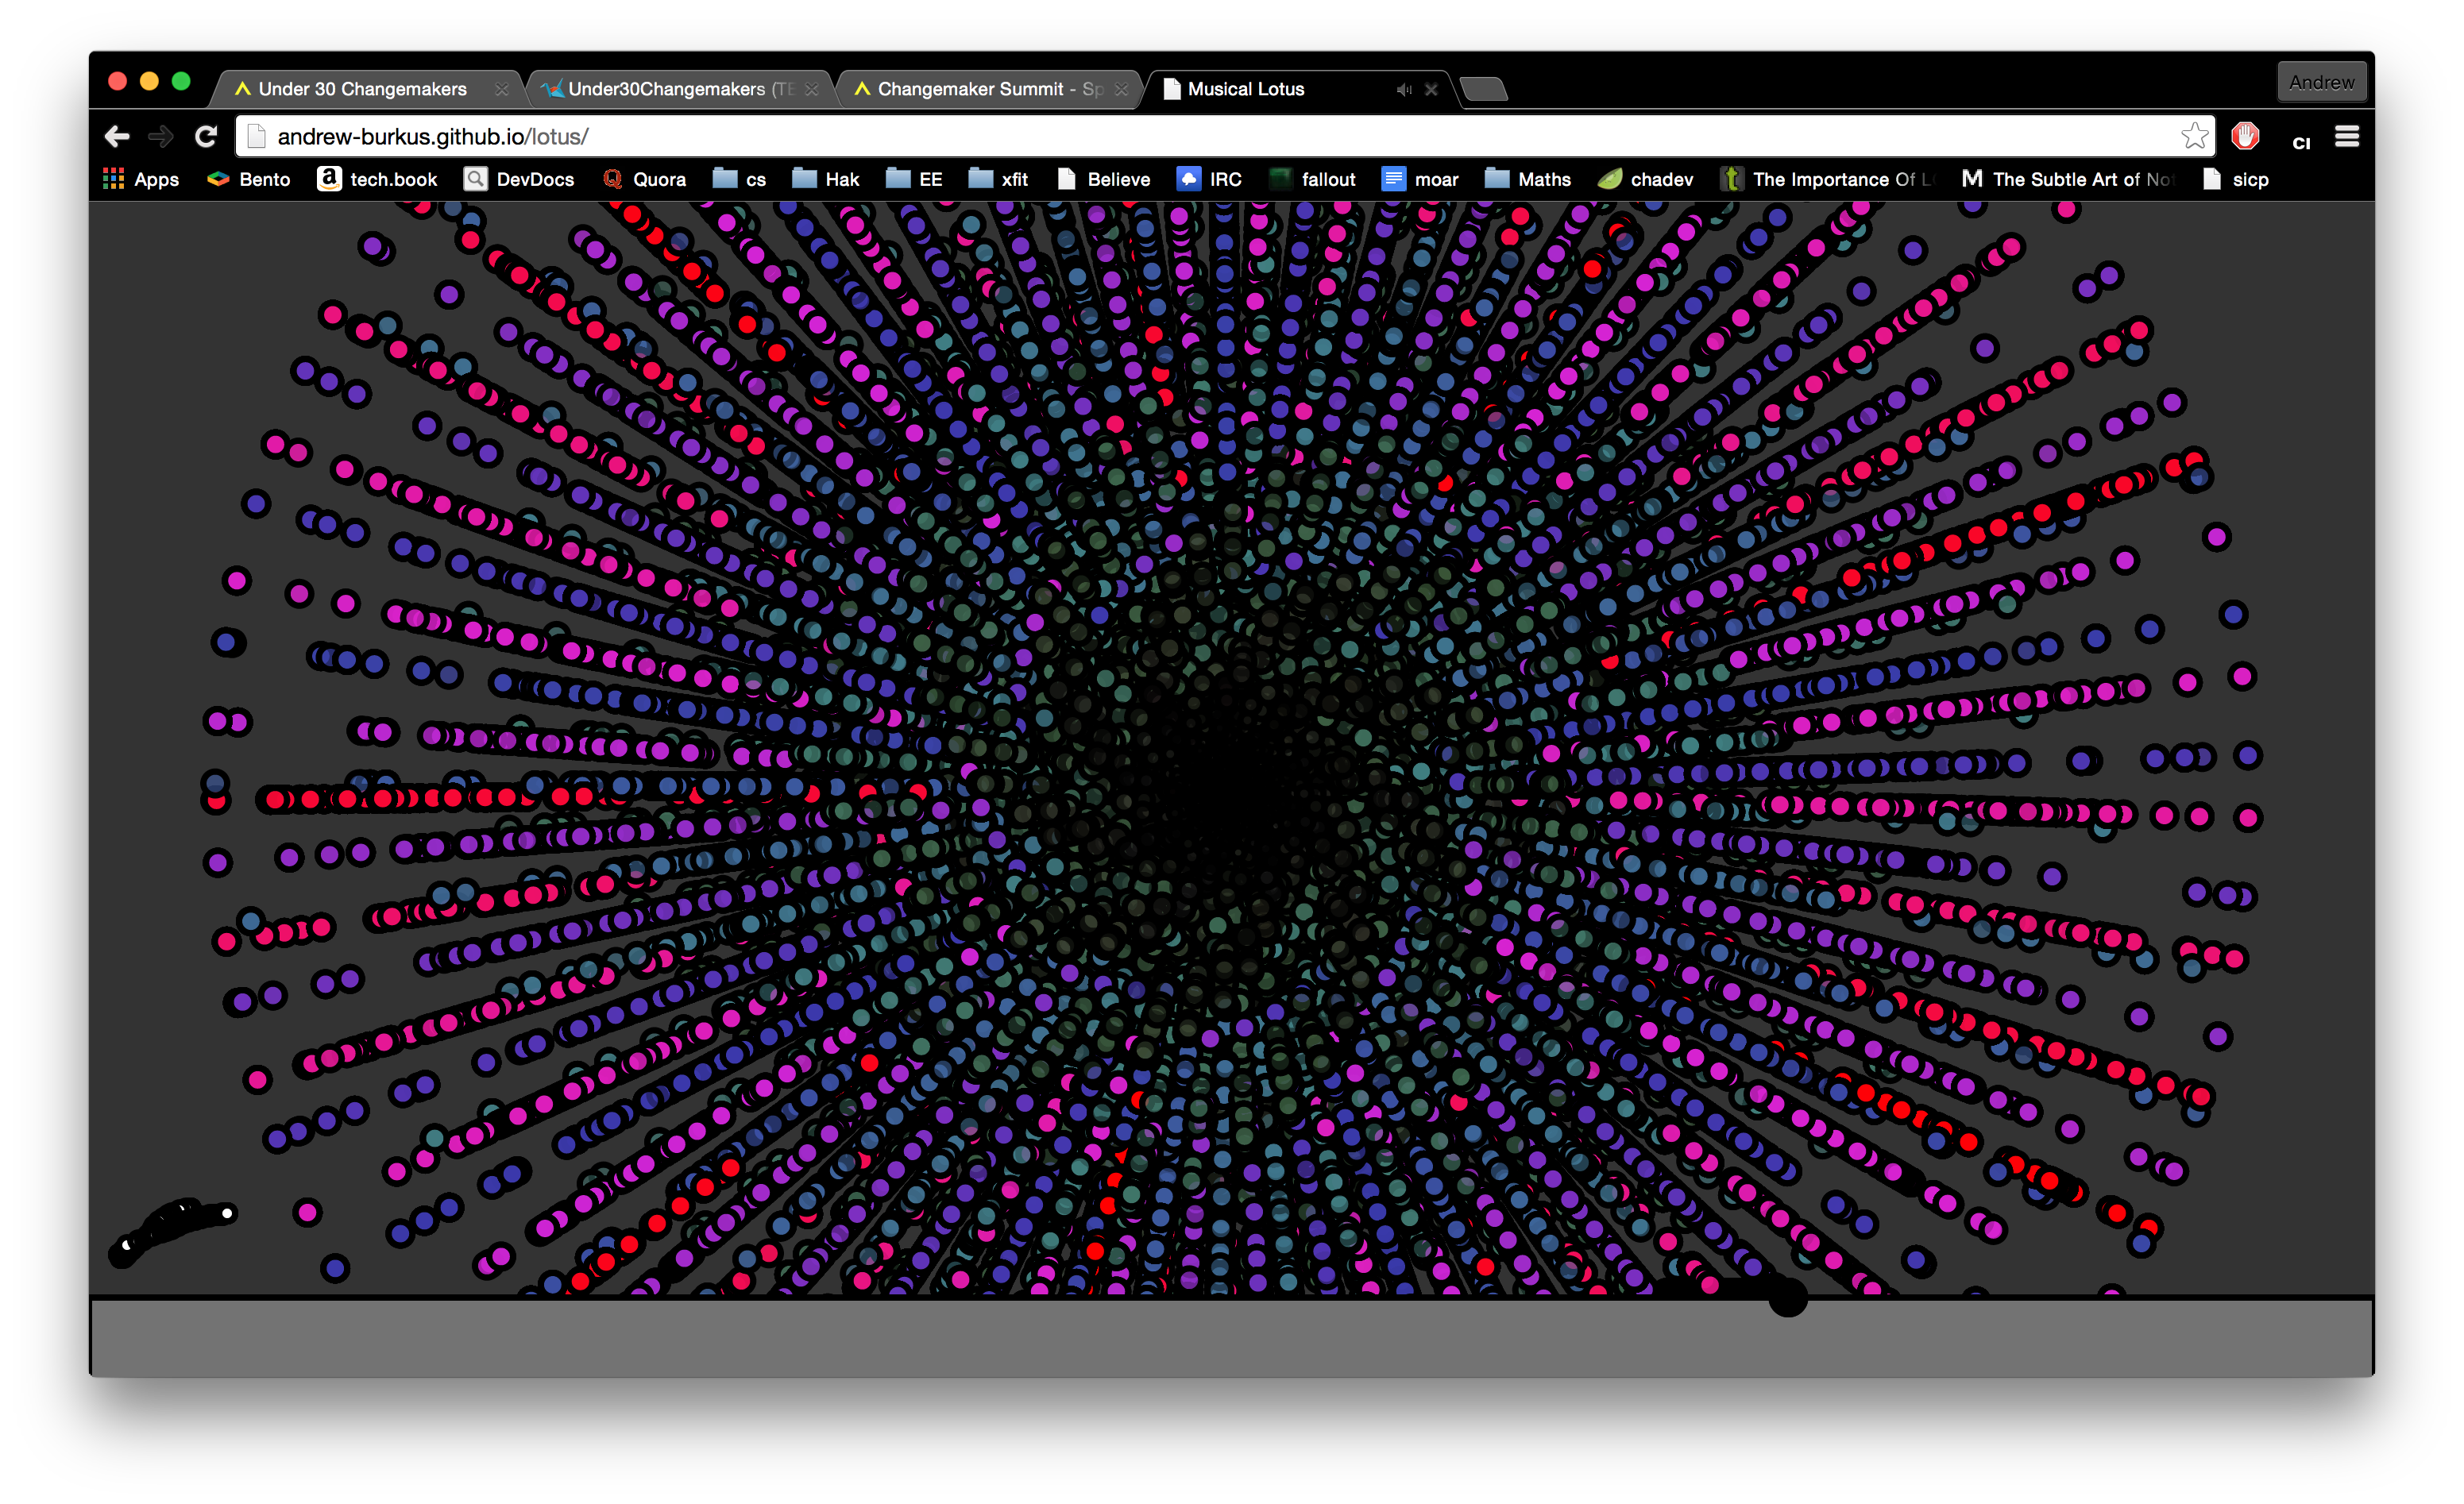 Under 30 Changemakers Under30Changemakers (TE Changemaker Summit - Sp Musical Lotus Andrew
andrew-burkus.github.io/lotus/ CI
Apps Bento tech.book DevDocs Quora cs Hak EE xfit Believe IRC fallout moar Maths chadev The Importance Of L The Subtle Art of Not sicp